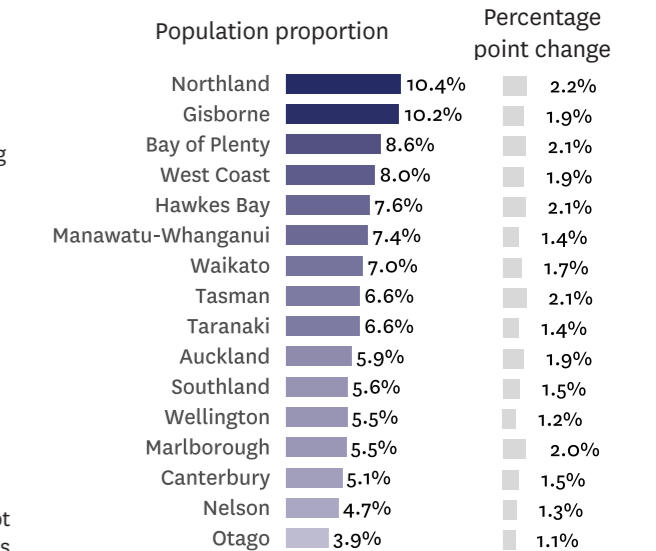 Population proportion
Percentage
point change
Northland 10.4% 2.2%
Gisborne 10.2% 1.9%
g
Bay of Plenty 8.6% 2.1%
West Coast 8.0% 1.9%
Hawkes Bay 7.6% 2.1%
Manawatu-Whanganui 7.4% 1.4%
Waikato 7.0% 1.7%
Tasman 6.6% 2.1%
Taranaki 6.6% 1.4%
Auckland 5.9% 1.9%
Southland 5.6% 1.5%
Wellington 5.5% 1.2%
Marlborough 5.5% 2.0%
Canterbury 5.1% 1.5%
Nelson 4.7% 1.3%
Otago 3.9% 1.1%